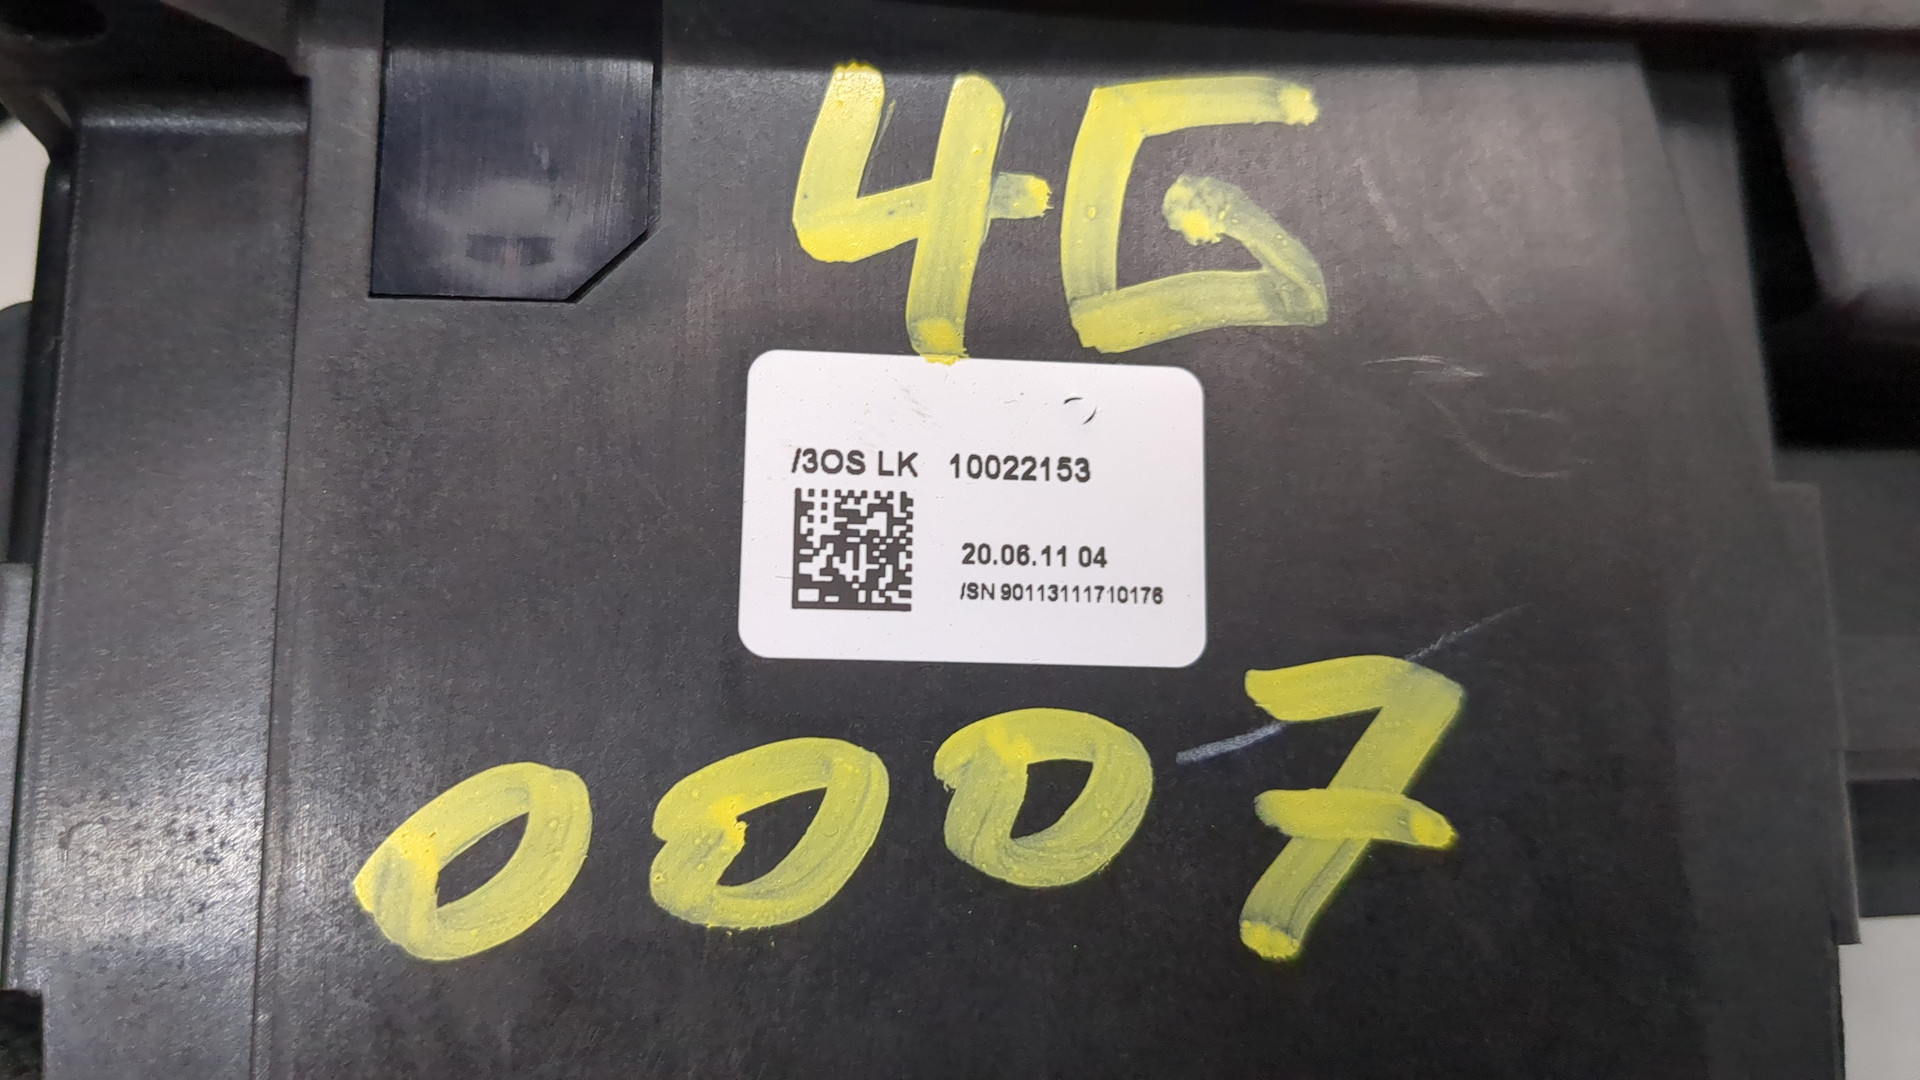 4G
/3OS LK 10022153
20.06.11 04
/SN 90113111710176
0007